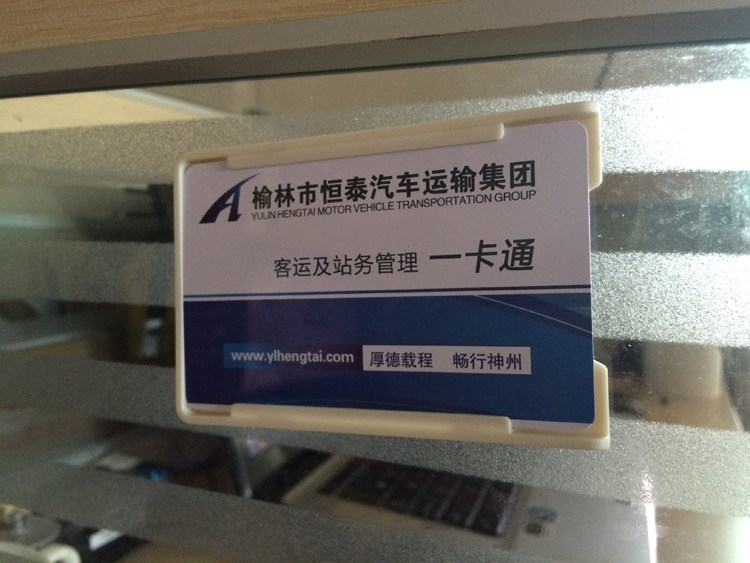 榆林市恒泰汽车运输集团
YULIN HENGTAI MOTOR VEHICLE TRANSPORTATION GROUP
客运及站务管理 一卡通
www.ylhengtai.com 厚德载程 畅行神州